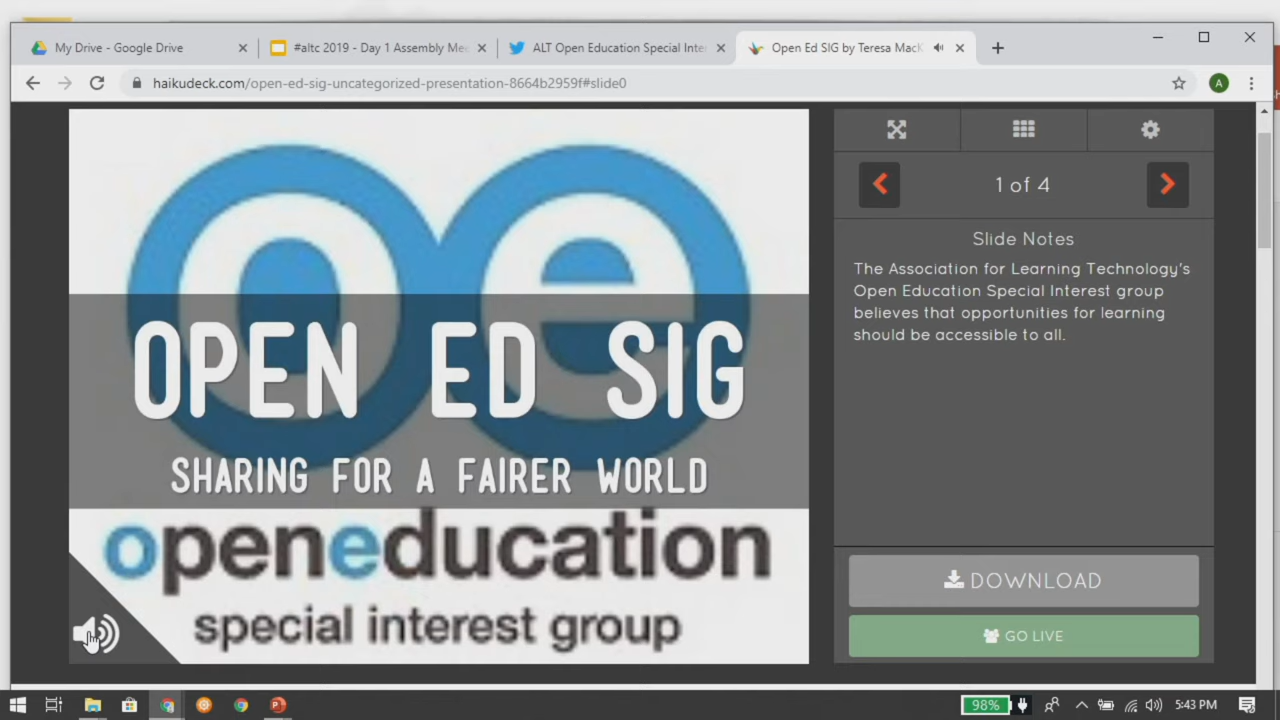 My Drive - Google Drive
#altc 2019 - Day 1 Assembly Mee
ALT Open Education Special Inte
Open Ed SIG by Teresa Mack
haikudeck.com/open-ed-sig-uncategorized-presentation-8664b2959f#slide0
A
oe
OPEN ED SIG
SHARING FOR A FAIRER WORLD
openeducation
special interest group
1 of 4
Slide Notes
The Association for Learning Technology's
Open Education Special Interest group
believes that opportunities for learning
should be accessible to all.
DOWNLOAD
GO LIVE
98%
5:43 PM